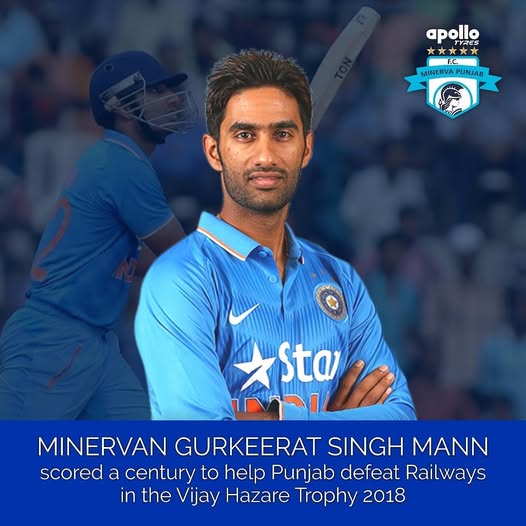 apollo
TYRES
F.C.
MINERVA PUNJAB
TON
Star
INDIA
MINERVAN GURKEERAT SINGH MANN
scored a century to help Punjab defeat Railways
in the Vijay Hazare Trophy 2018